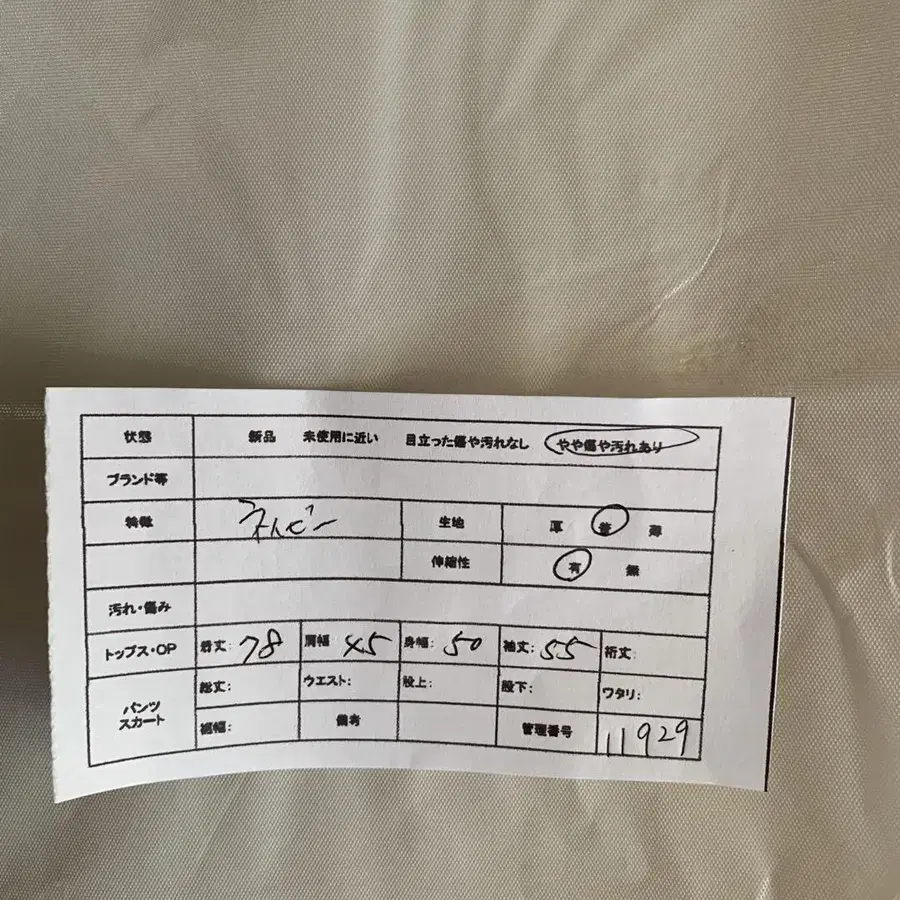 状態 新品 未使用に近い 目立った傷や汚れなし やや傷や汚れあり
ブランド等
特徴 ネイビー 生地 厚 普 薄
伸縮性 有 無
汚れ・傷み
トップス・OP 着丈: 78 肩幅: 45 身幅: 50 袖丈: 55 裄丈:
パンツ スカート 総丈: ウエスト: 股上: 股下: ワタリ:
裾幅: 備考 管理番号 11929